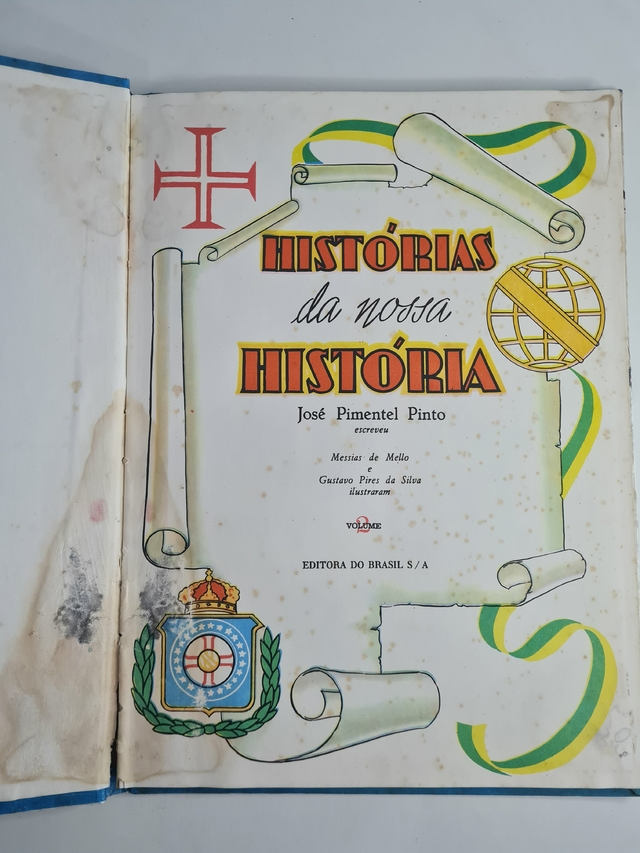 HISTÓRIAS
da nossa
HISTÓRIA
José Pimentel Pinto
escreveu
Messias de Mello
e
Gustavo Pires da Silva
ilustraram
VOLUME 2
EDITORA DO BRASIL S/A